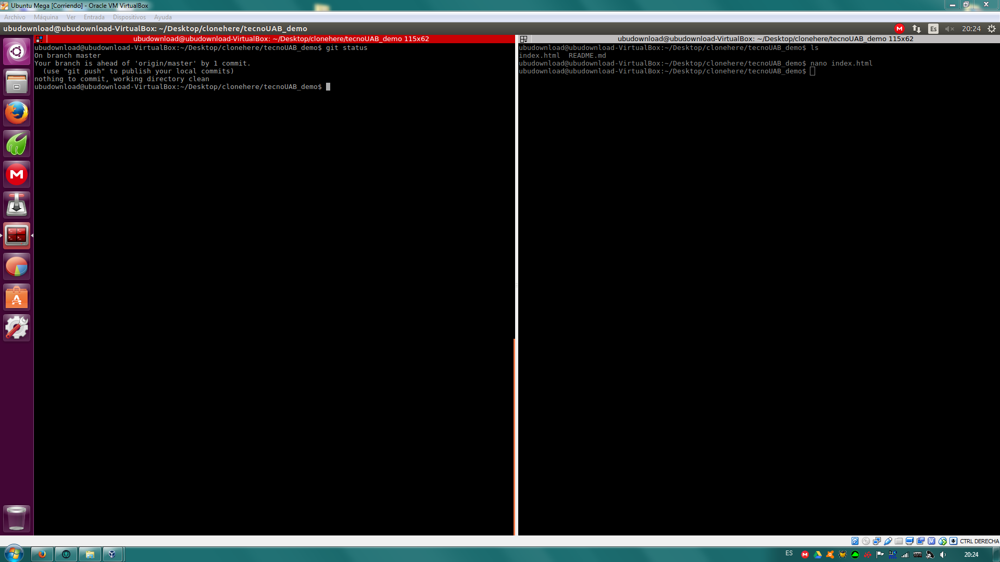 Ubuntu Mega [Corriendo] - Oracle VM VirtualBox
Archivo Máquina Ver Entrada Dispositivos Ayuda
ubudownload@ubudownload-VirtualBox: ~/Desktop/clonehere/tecnoUAB_demo
Es 20:24
ubudownload@ubudownload-VirtualBox: ~/Desktop/clonehere/tecnoUAB_demo 115x62
ubudownload@ubudownload-VirtualBox:~/Desktop/clonehere/tecnoUAB_demo$ git status
On branch master
Your branch is ahead of 'origin/master' by 1 commit.
  (use "git push" to publish your local commits)
nothing to commit, working directory clean
ubudownload@ubudownload-VirtualBox:~/Desktop/clonehere/tecnoUAB_demo$
ubudownload@ubudownload-VirtualBox: ~/Desktop/clonehere/tecnoUAB_demo 115x62
ubudownload@ubudownload-VirtualBox:~/Desktop/clonehere/tecnoUAB_demo$ ls
index.html  README.md
ubudownload@ubudownload-VirtualBox:~/Desktop/clonehere/tecnoUAB_demo$ nano index.html
ubudownload@ubudownload-VirtualBox:~/Desktop/clonehere/tecnoUAB_demo$
CTRL DERECHA
ES 20:24